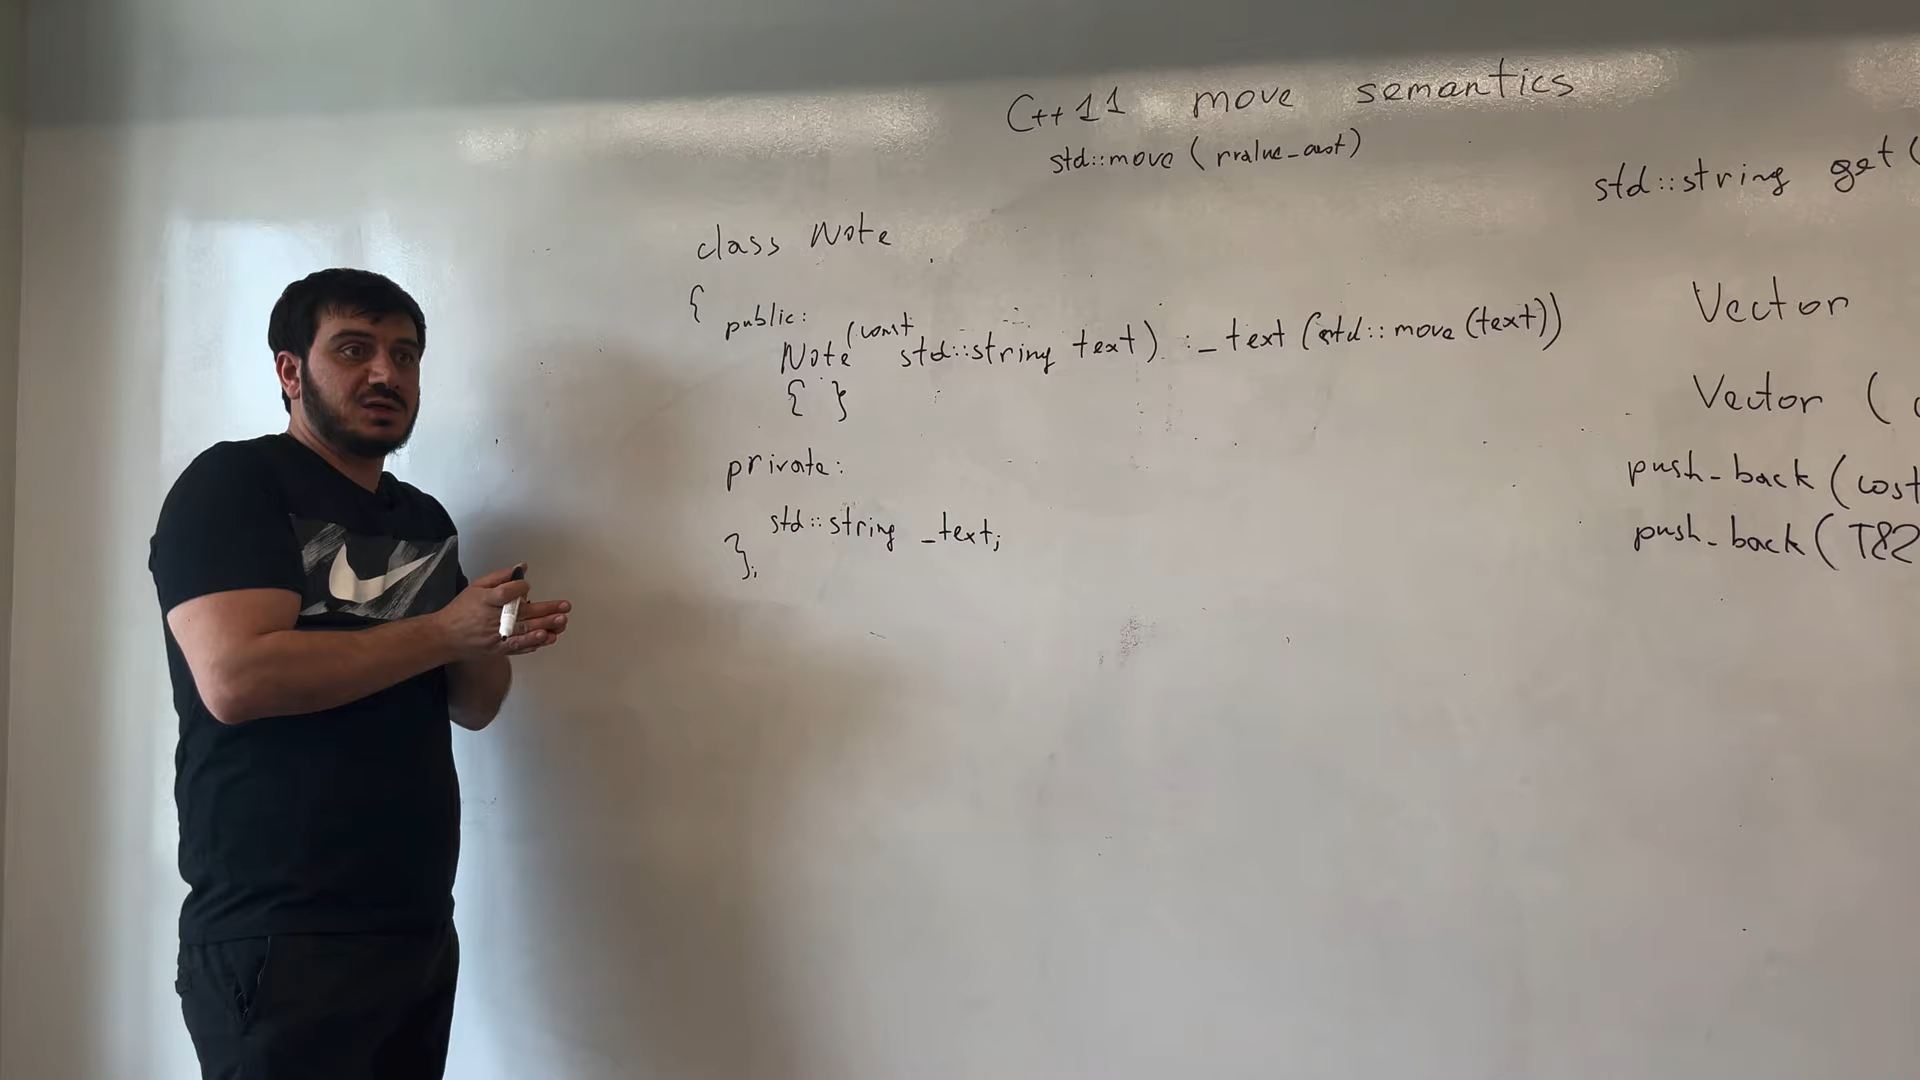 C++11 move semantics
std::move (rvalue_cast)
class Note
{
public:
Note (const std::string text) : _text (std::move (text))
{ }
private:
std::string _text;
};
std::string get (
Vector
Vector (
push_back (cost
push_back ( T&&